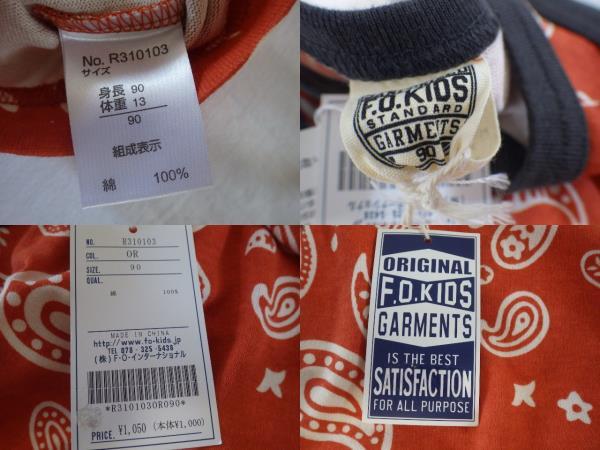 No. R310103
サイズ
身長 90
体重 13
90
組成表示
綿 100%
F.O.KIDS
STANDARD
GARMENTS
90
NO. R310103
COL. OR
SIZE. 90
QUAL.
綿 100%
MADE IN CHINA
http://www.fo-kids.jp
TEL 078-325-5438
(株)F・O・インターナショナル
*R3101030R090*
PRICE. ¥1,050 (本体¥1,000)
ORIGINAL
F.O.KIDS
GARMENTS
IS THE BEST
SATISFACTION
FOR ALL PURPOSE